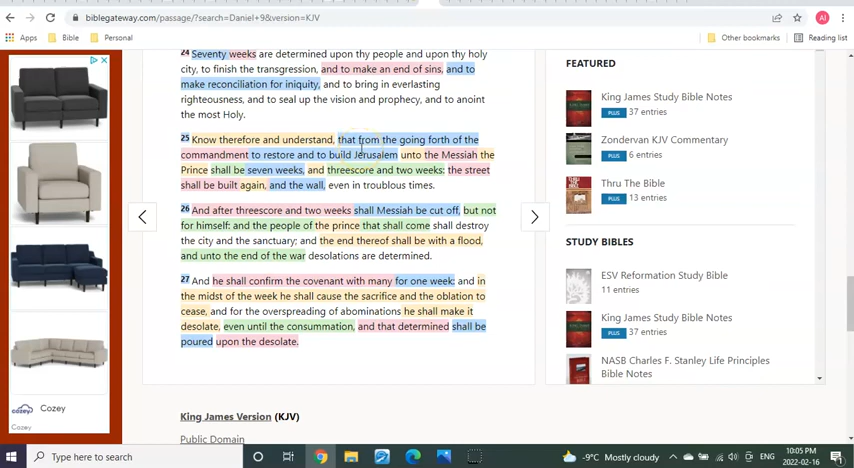 biblegateway.com/passage/?search=Daniel+9&version=KJV
AI
Apps
Bible
Personal
Other bookmarks
Reading list
24 Seventy weeks are determined upon thy people and upon thy holy
city, to finish the transgression, and to make an end of sins, and to
make reconciliation for iniquity, and to bring in everlasting
righteousness, and to seal up the vision and prophecy, and to anoint
the most Holy.
25 Know therefore and understand, that from the going forth of the
commandment to restore and to build Jerusalem unto the Messiah the
Prince shall be seven weeks, and threescore and two weeks: the street
shall be built again, and the wall, even in troublous times.
26 And after threescore and two weeks shall Messiah be cut off, but not
for himself: and the people of the prince that shall come shall destroy
the city and the sanctuary; and the end thereof shall be with a flood,
and unto the end of the war desolations are determined.
27 And he shall confirm the covenant with many for one week: and in
the midst of the week he shall cause the sacrifice and the oblation to
cease, and for the overspreading of abominations he shall make it
desolate, even until the consummation, and that determined shall be
poured upon the desolate.
King James Version (KJV)
Public Domain
FEATURED
King James Study Bible Notes
PLUS 37 entries
Zondervan KJV Commentary
PLUS 6 entries
Thru The Bible
PLUS 13 entries
STUDY BIBLES
ESV Reformation Study Bible
11 entries
King James Study Bible Notes
PLUS 37 entries
NASB Charles F. Stanley Life Principles
Bible Notes
COZEY
Cozey
Cozey
Type here to search
-9°C Mostly cloudy
ENG
10:05 PM
2022-02-16